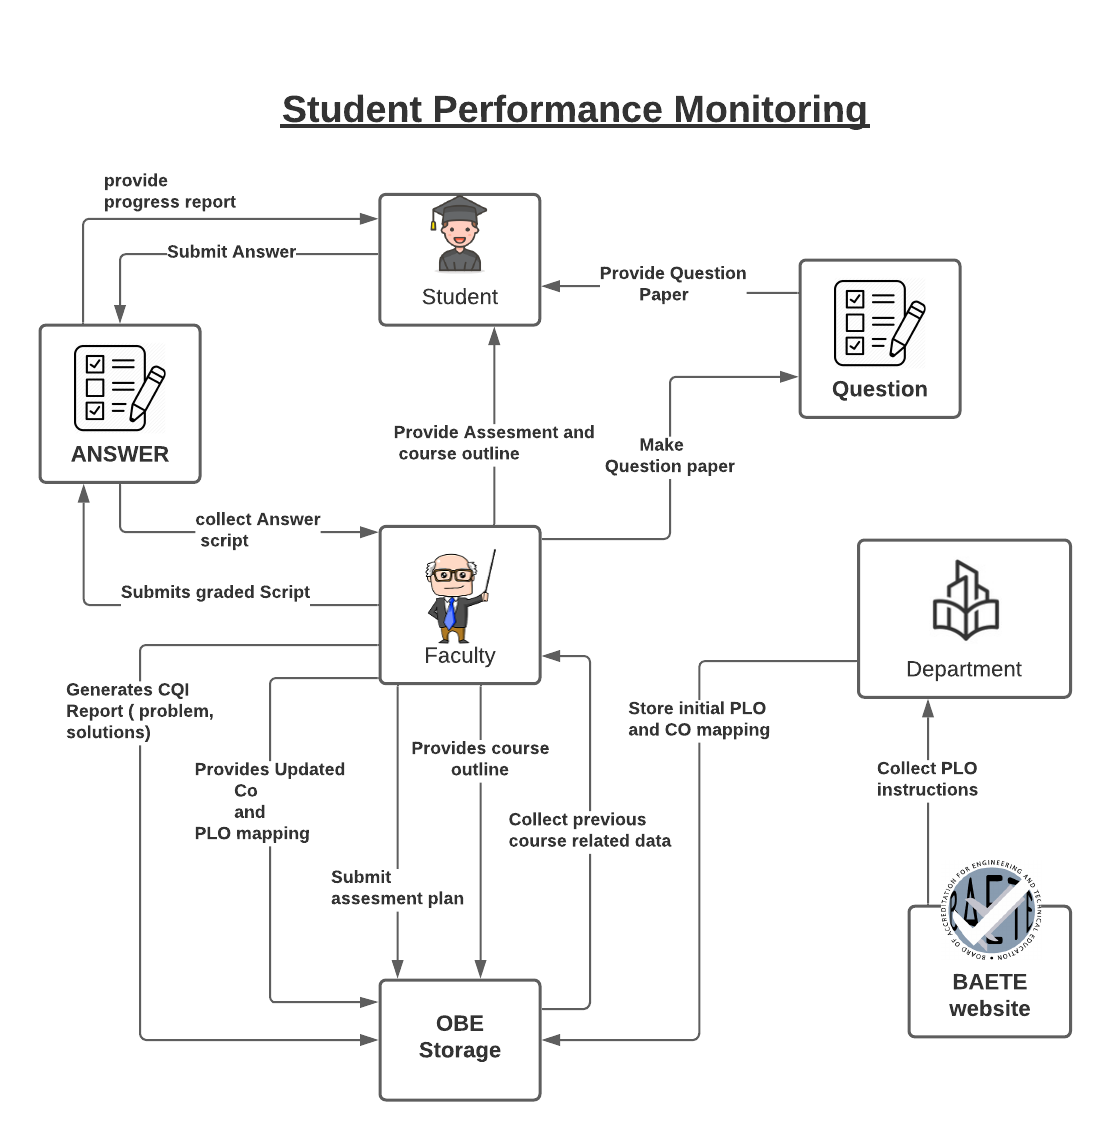 Student Performance Monitoring
provide
progress report
Submit Answer
Student
Provide Question
Paper
Question
ANSWER
Provide Assesment and
course outline
Make
Question paper
collect Answer
script
Submits graded Script
Faculty
Department
Generates CQI
Report ( problem,
solutions)
Store initial PLO
and CO mapping
Provides course
outline
Provides Updated
Co
and
PLO mapping
Collect PLO
instructions
Collect previous
course related data
Submit
assesment plan
BOARD OF ACCREDITATION FOR ENGINEERING AND TECHNICAL EDUCATION
BAETE
BAETE
website
OBE
Storage